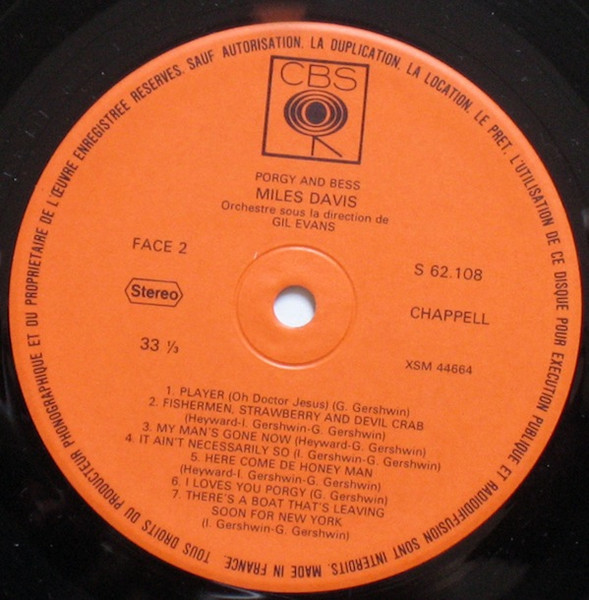 TOUS DROITS DU PRODUCTEUR PHONOGRAPHIQUE ET DU PROPRIETAIRE DE L'ŒUVRE ENREGISTREE RESERVES. SAUF AUTORISATION, LA DUPLICATION, LA LOCATION, LE PRET, L'UTILISATION DE CE DISQUE POUR EXECUTION PUBLIQUE ET RADIODIFFUSION SONT INTERDITS. MADE IN FRANCE.
CBS
PORGY AND BESS
MILES DAVIS
Orchestre sous la direction de
GIL EVANS
FACE 2
S 62.108
Stereo
CHAPPELL
33 ⅓
XSM 44664
1. PLAYER (Oh Doctor Jesus) (G. Gershwin)
2. FISHERMEN, STRAWBERRY AND DEVIL CRAB
(Heyward-I. Gershwin-G. Gershwin)
3. MY MAN'S GONE NOW (Heyward-G. Gershwin)
4. IT AIN'T NECESSARILY SO (I. Gershwin-G. Gershwin)
5. HERE COME DE HONEY MAN
(Heyward-I. Gershwin-G. Gershwin)
6. I LOVES YOU PORGY (G. Gershwin)
7. THERE'S A BOAT THAT'S LEAVING
SOON FOR NEW YORK
(I. Gershwin-G. Gershwin)